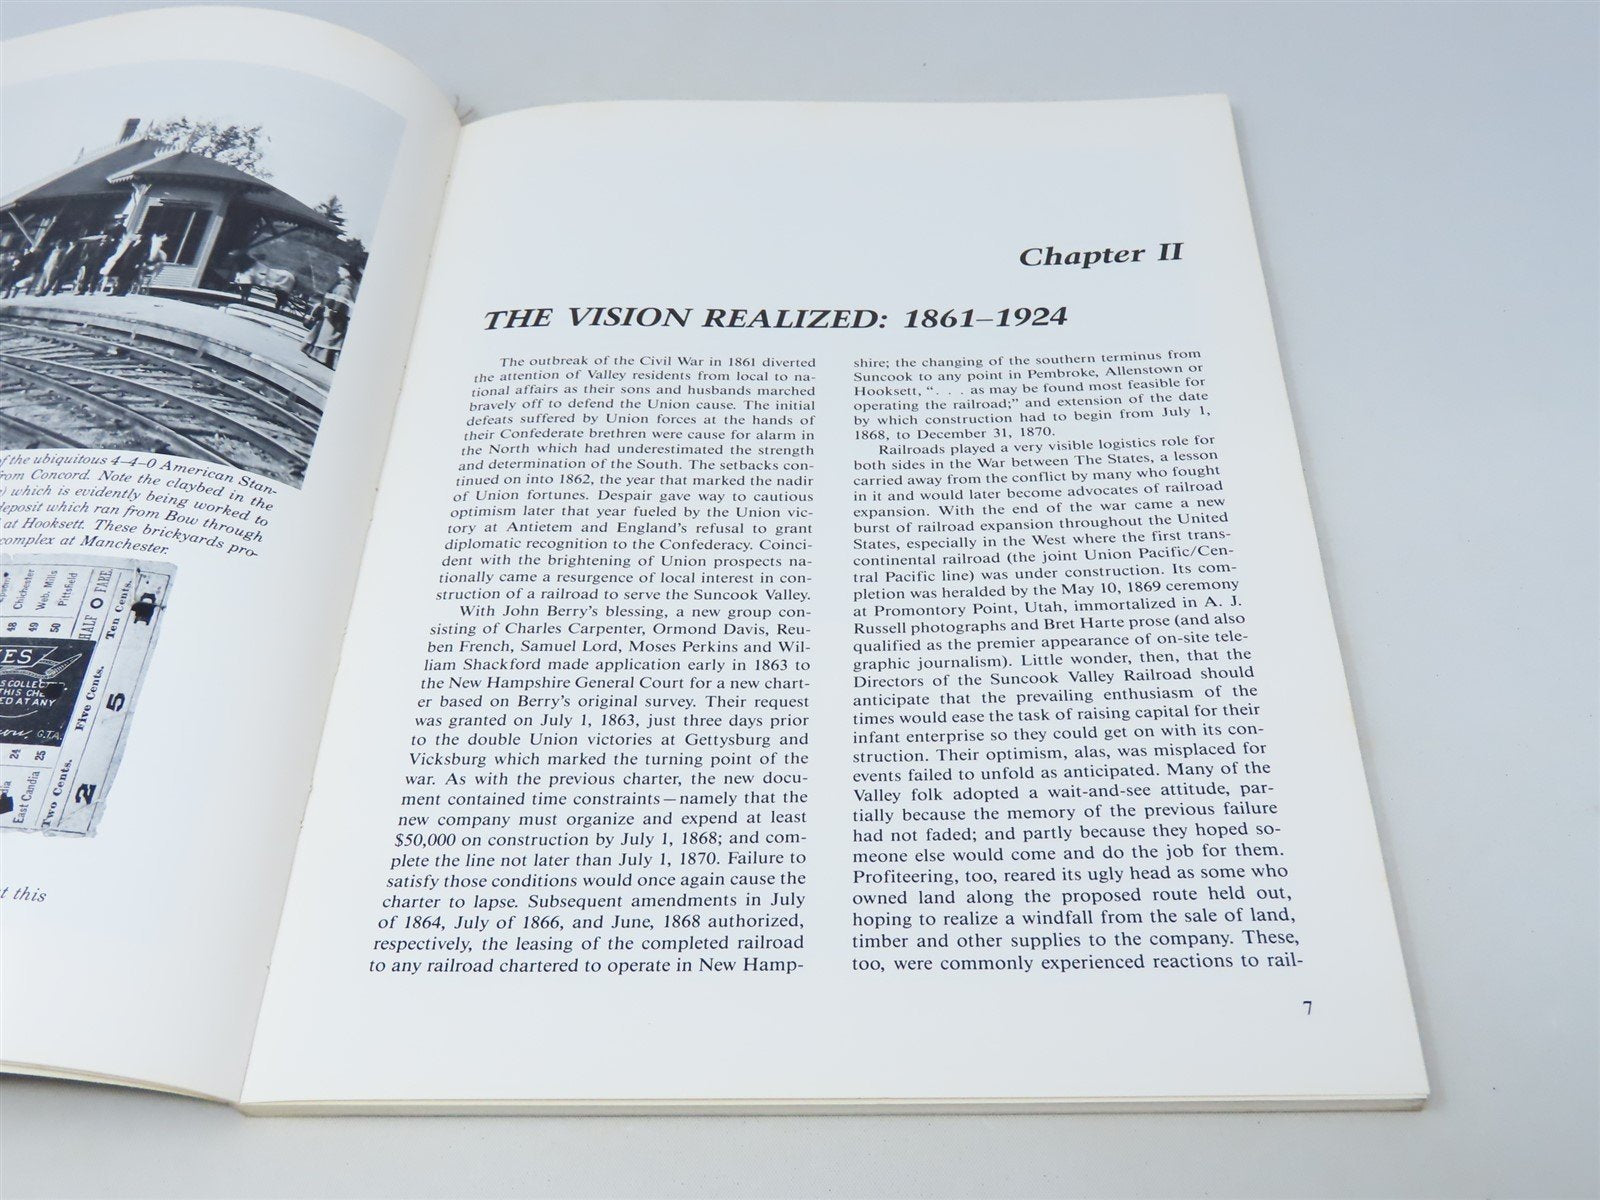 of the ubiquitous 4–4–0 American Stan-
from Concord. Note the claybed in the
which is evidently being worked to
deposit which ran from Bow through
at Hooksett. These brickyards pro-
complex at Manchester.
Chichester
Web. Mills
Pittsfield
48
49
50
HALF
FARE
Five Cents.
Ten Cents.
5
THIS
ED AT ANY
G.T.A.
24
25
East Candia
Two Cents.
2
this
Chapter II
THE VISION REALIZED: 1861–1924
The outbreak of the Civil War in 1861 diverted
the attention of Valley residents from local to na-
tional affairs as their sons and husbands marched
bravely off to defend the Union cause. The initial
defeats suffered by Union forces at the hands of
their Confederate brethren were cause for alarm in
the North which had underestimated the strength
and determination of the South. The setbacks con-
tinued on into 1862, the year that marked the nadir
of Union fortunes. Despair gave way to cautious
optimism later that year fueled by the Union vic-
tory at Antietem and England's refusal to grant
diplomatic recognition to the Confederacy. Coinci-
dent with the brightening of Union prospects na-
tionally came a resurgence of local interest in con-
struction of a railroad to serve the Suncook Valley.
With John Berry's blessing, a new group con-
sisting of Charles Carpenter, Ormond Davis, Reu-
ben French, Samuel Lord, Moses Perkins and Wil-
liam Shackford made application early in 1863 to
the New Hampshire General Court for a new chart-
er based on Berry's original survey. Their request
was granted on July 1, 1863, just three days prior
to the double Union victories at Gettysburg and
Vicksburg which marked the turning point of the
war. As with the previous charter, the new docu-
ment contained time constraints—namely that the
new company must organize and expend at least
$50,000 on construction by July 1, 1868; and com-
plete the line not later than July 1, 1870. Failure to
satisfy those conditions would once again cause the
charter to lapse. Subsequent amendments in July
of 1864, July of 1866, and June, 1868 authorized,
respectively, the leasing of the completed railroad
to any railroad chartered to operate in New Hamp-
shire; the changing of the southern terminus from
Suncook to any point in Pembroke, Allenstown or
Hooksett, “. . . as may be found most feasible for
operating the railroad;” and extension of the date
by which construction had to begin from July 1,
1868, to December 31, 1870.
Railroads played a very visible logistics role for
both sides in the War between The States, a lesson
carried away from the conflict by many who fought
in it and would later become advocates of railroad
expansion. With the end of the war came a new
burst of railroad expansion throughout the United
States, especially in the West where the first trans-
continental railroad (the joint Union Pacific/Cen-
tral Pacific line) was under construction. Its com-
pletion was heralded by the May 10, 1869 ceremony
at Promontory Point, Utah, immortalized in A. J.
Russell photographs and Bret Harte prose (and also
qualified as the premier appearance of on-site tele-
graphic journalism). Little wonder, then, that the
Directors of the Suncook Valley Railroad should
anticipate that the prevailing enthusiasm of the
times would ease the task of raising capital for their
infant enterprise so they could get on with its con-
struction. Their optimism, alas, was misplaced for
events failed to unfold as anticipated. Many of the
Valley folk adopted a wait-and-see attitude, par-
tially because the memory of the previous failure
had not faded; and partly because they hoped so-
meone else would come and do the job for them.
Profiteering, too, reared its ugly head as some who
owned land along the proposed route held out,
hoping to realize a windfall from the sale of land,
timber and other supplies to the company. These,
too, were commonly experienced reactions to rail-
7